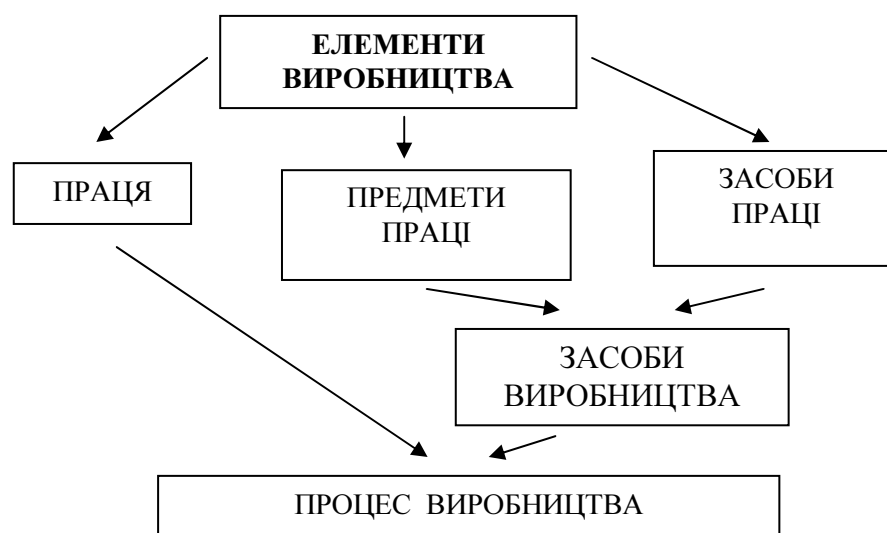 ЕЛЕМЕНТИ
ВИРОБНИЦТВА
ПРАЦЯ
ПРЕДМЕТИ
ПРАЦІ
ЗАСОБИ
ПРАЦІ
ЗАСОБИ
ВИРОБНИЦТВА
ПРОЦЕС ВИРОБНИЦТВА